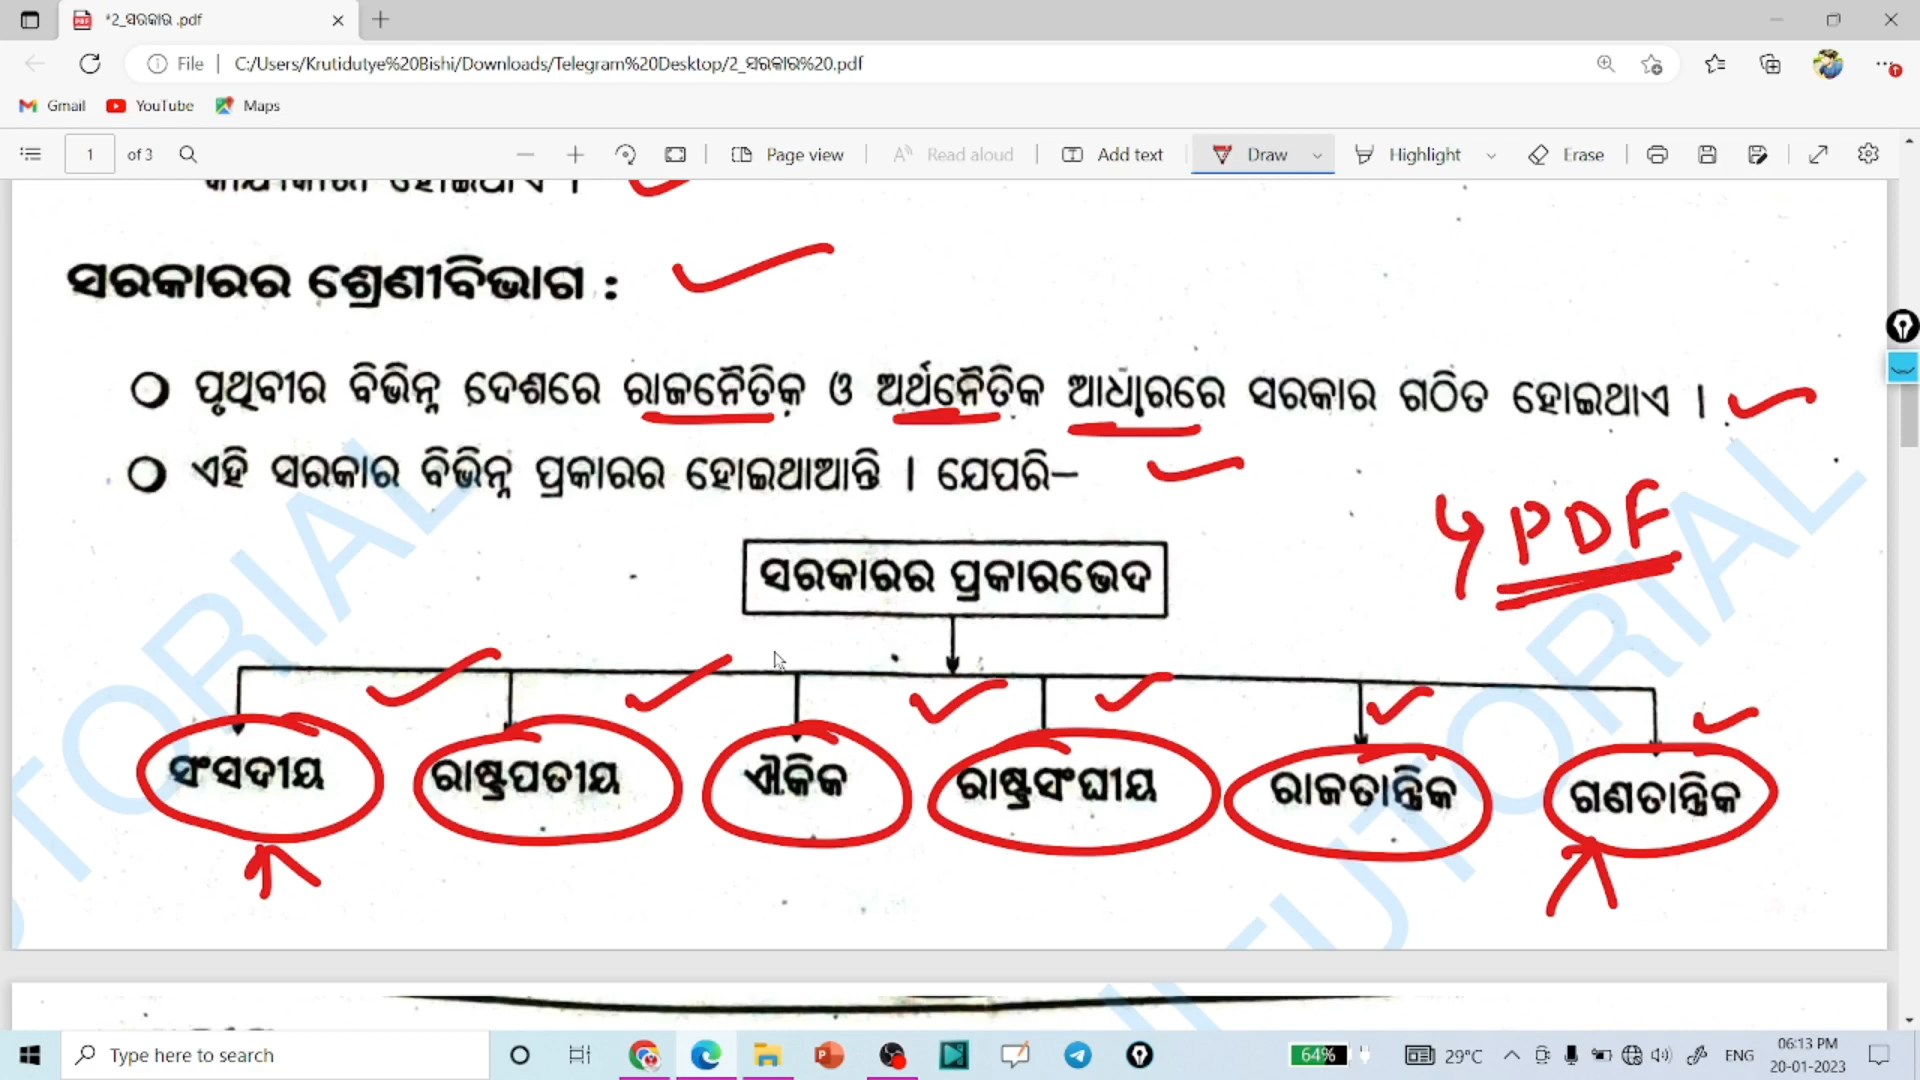 *2_ସରକାର .pdf
File C:/Users/Krutidutye%20Bishi/Downloads/Telegram%20Desktop/2_ସରକାର%20.pdf
Gmail YouTube Maps
1 of 3 Page view Read aloud Add text Draw Highlight Erase
ସରକାରର ଶ୍ରେଣୀବିଭାଗ :
ପୃଥିବୀର ବିଭିନ୍ନ ଦେଶରେ ରାଜନୈତିକ ଓ ଅର୍ଥନୈତିକ ଆଧାରରେ ସରକାର ଗଠିତ ହୋଇଥାଏ ।
ଏହି ସରକାର ବିଭିନ୍ନ ପ୍ରକାରର ହୋଇଥାଆନ୍ତି । ଯେପରି–
PDF
ସରକାରର ପ୍ରକାରଭେଦ
ସଂସଦୀୟ ରାଷ୍ଟ୍ରପତୀୟ ଐକିକ ରାଷ୍ଟ୍ରସଂଘୀୟ ରାଜତାନ୍ତ୍ରିକ ଗଣତାନ୍ତ୍ରିକ
TUTORIAL
Type here to search 64% 29°C ENG 06:13 PM
20-01-2023